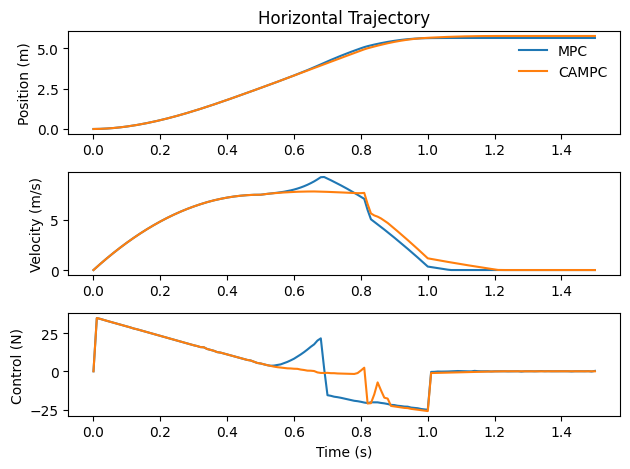 Horizontal Trajectory
Position (m)
5.0
2.5
0.0
MPC
CAMPC
0.0 0.2 0.4 0.6 0.8 1.0 1.2 1.4
Velocity (m/s)
5
0
0.0 0.2 0.4 0.6 0.8 1.0 1.2 1.4
Control (N)
25
0
−25
0.0 0.2 0.4 0.6 0.8 1.0 1.2 1.4
Time (s)